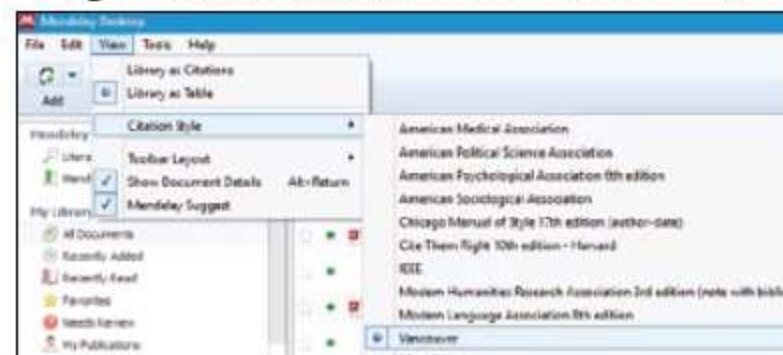 Mendeley Desktop
File Edit View Tools Help
Add
Library as Citations
Library as Table
Citation Style
Toolbar Layout
Show Document Details Alt+Return
Mendeley Suggest
American Medical Association
American Political Science Association
American Psychological Association 6th edition
American Sociological Association
Chicago Manual of Style 17th edition (author-date)
Cite Them Right 10th edition - Harvard
IEEE
Modern Humanities Research Association 3rd edition (note with
Modern Language Association 8th edition
Vancouver
Mendeley
My Library
All Documents
Recently Added
Recently Read
Favorites
Needs Review
My Publications